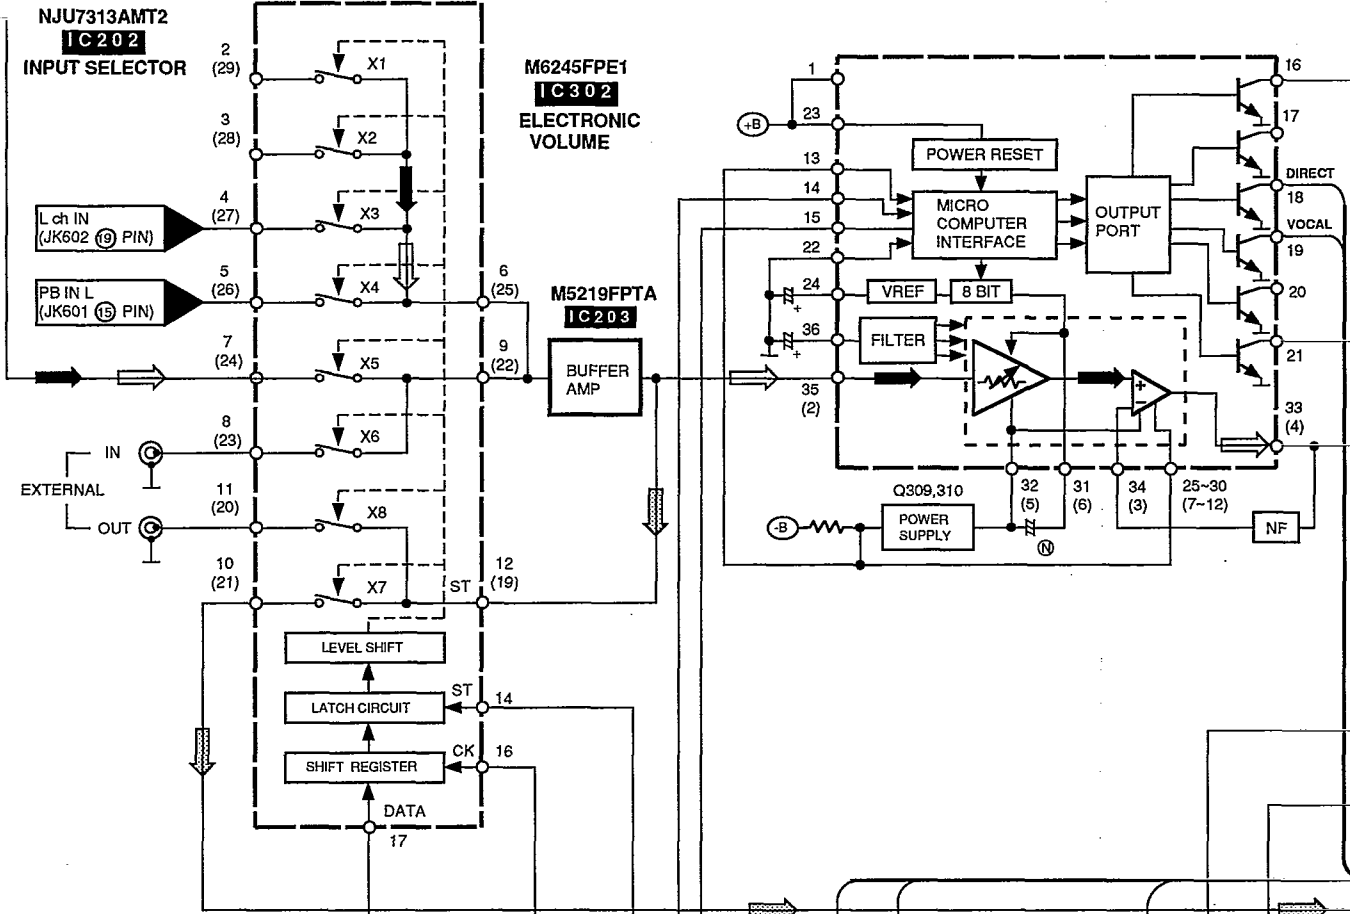 NJU7313AMT2
IC202
INPUT SELECTOR
2
(29)
X1
3
(28)
X2
L ch IN
(JK602 19 PIN)
4
(27)
X3
PB IN L
(JK601 15 PIN)
5
(26)
X4
6
(25)
7
(24)
X5
9
(22)
EXTERNAL
IN
8
(23)
X6
OUT
11
(20)
X8
10
(21)
X7
ST
12
(19)
LEVEL SHIFT
LATCH CIRCUIT
ST
14
SHIFT REGISTER
CK
16
DATA
17
M6245FPE1
IC302
ELECTRONIC
VOLUME
M5219FPTA
IC203
BUFFER
AMP
+B
1
23
13
14
15
22
24
+
36
+
35
(2)
POWER RESET
MICRO
COMPUTER
INTERFACE
OUTPUT
PORT
VREF
8 BIT
FILTER
+
−
16
17
DIRECT
18
VOCAL
19
20
21
33
(4)
32
(5)
31
(6)
34
(3)
25~30
(7~12)
Q309,310
-B
POWER
SUPPLY
N
NF